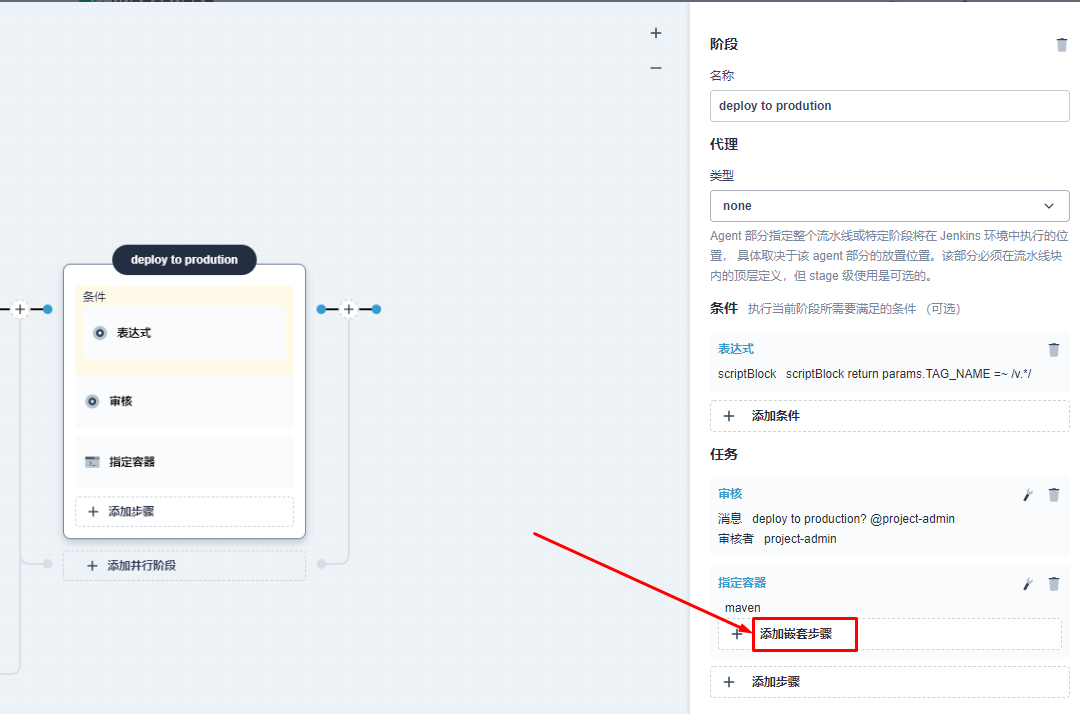 deploy to prodution
条件
表达式
审核
指定容器
添加步骤
添加并行阶段
阶段
名称
deploy to prodution
代理
类型
none
Agent 部分指定整个流水线或特定阶段将在 Jenkins 环境中执行的位
置， 具体取决于该 agent 部分的放置位置。该部分必须在流水线块
内的顶层定义，但 stage 级使用是可选的。
条件 执行当前阶段所需要满足的条件 （可选）
表达式
scriptBlock scriptBlock return params.TAG_NAME =~ /v.*/
添加条件
任务
审核
消息 deploy to production? @project-admin
审核者 project-admin
指定容器
maven
添加嵌套步骤
添加步骤